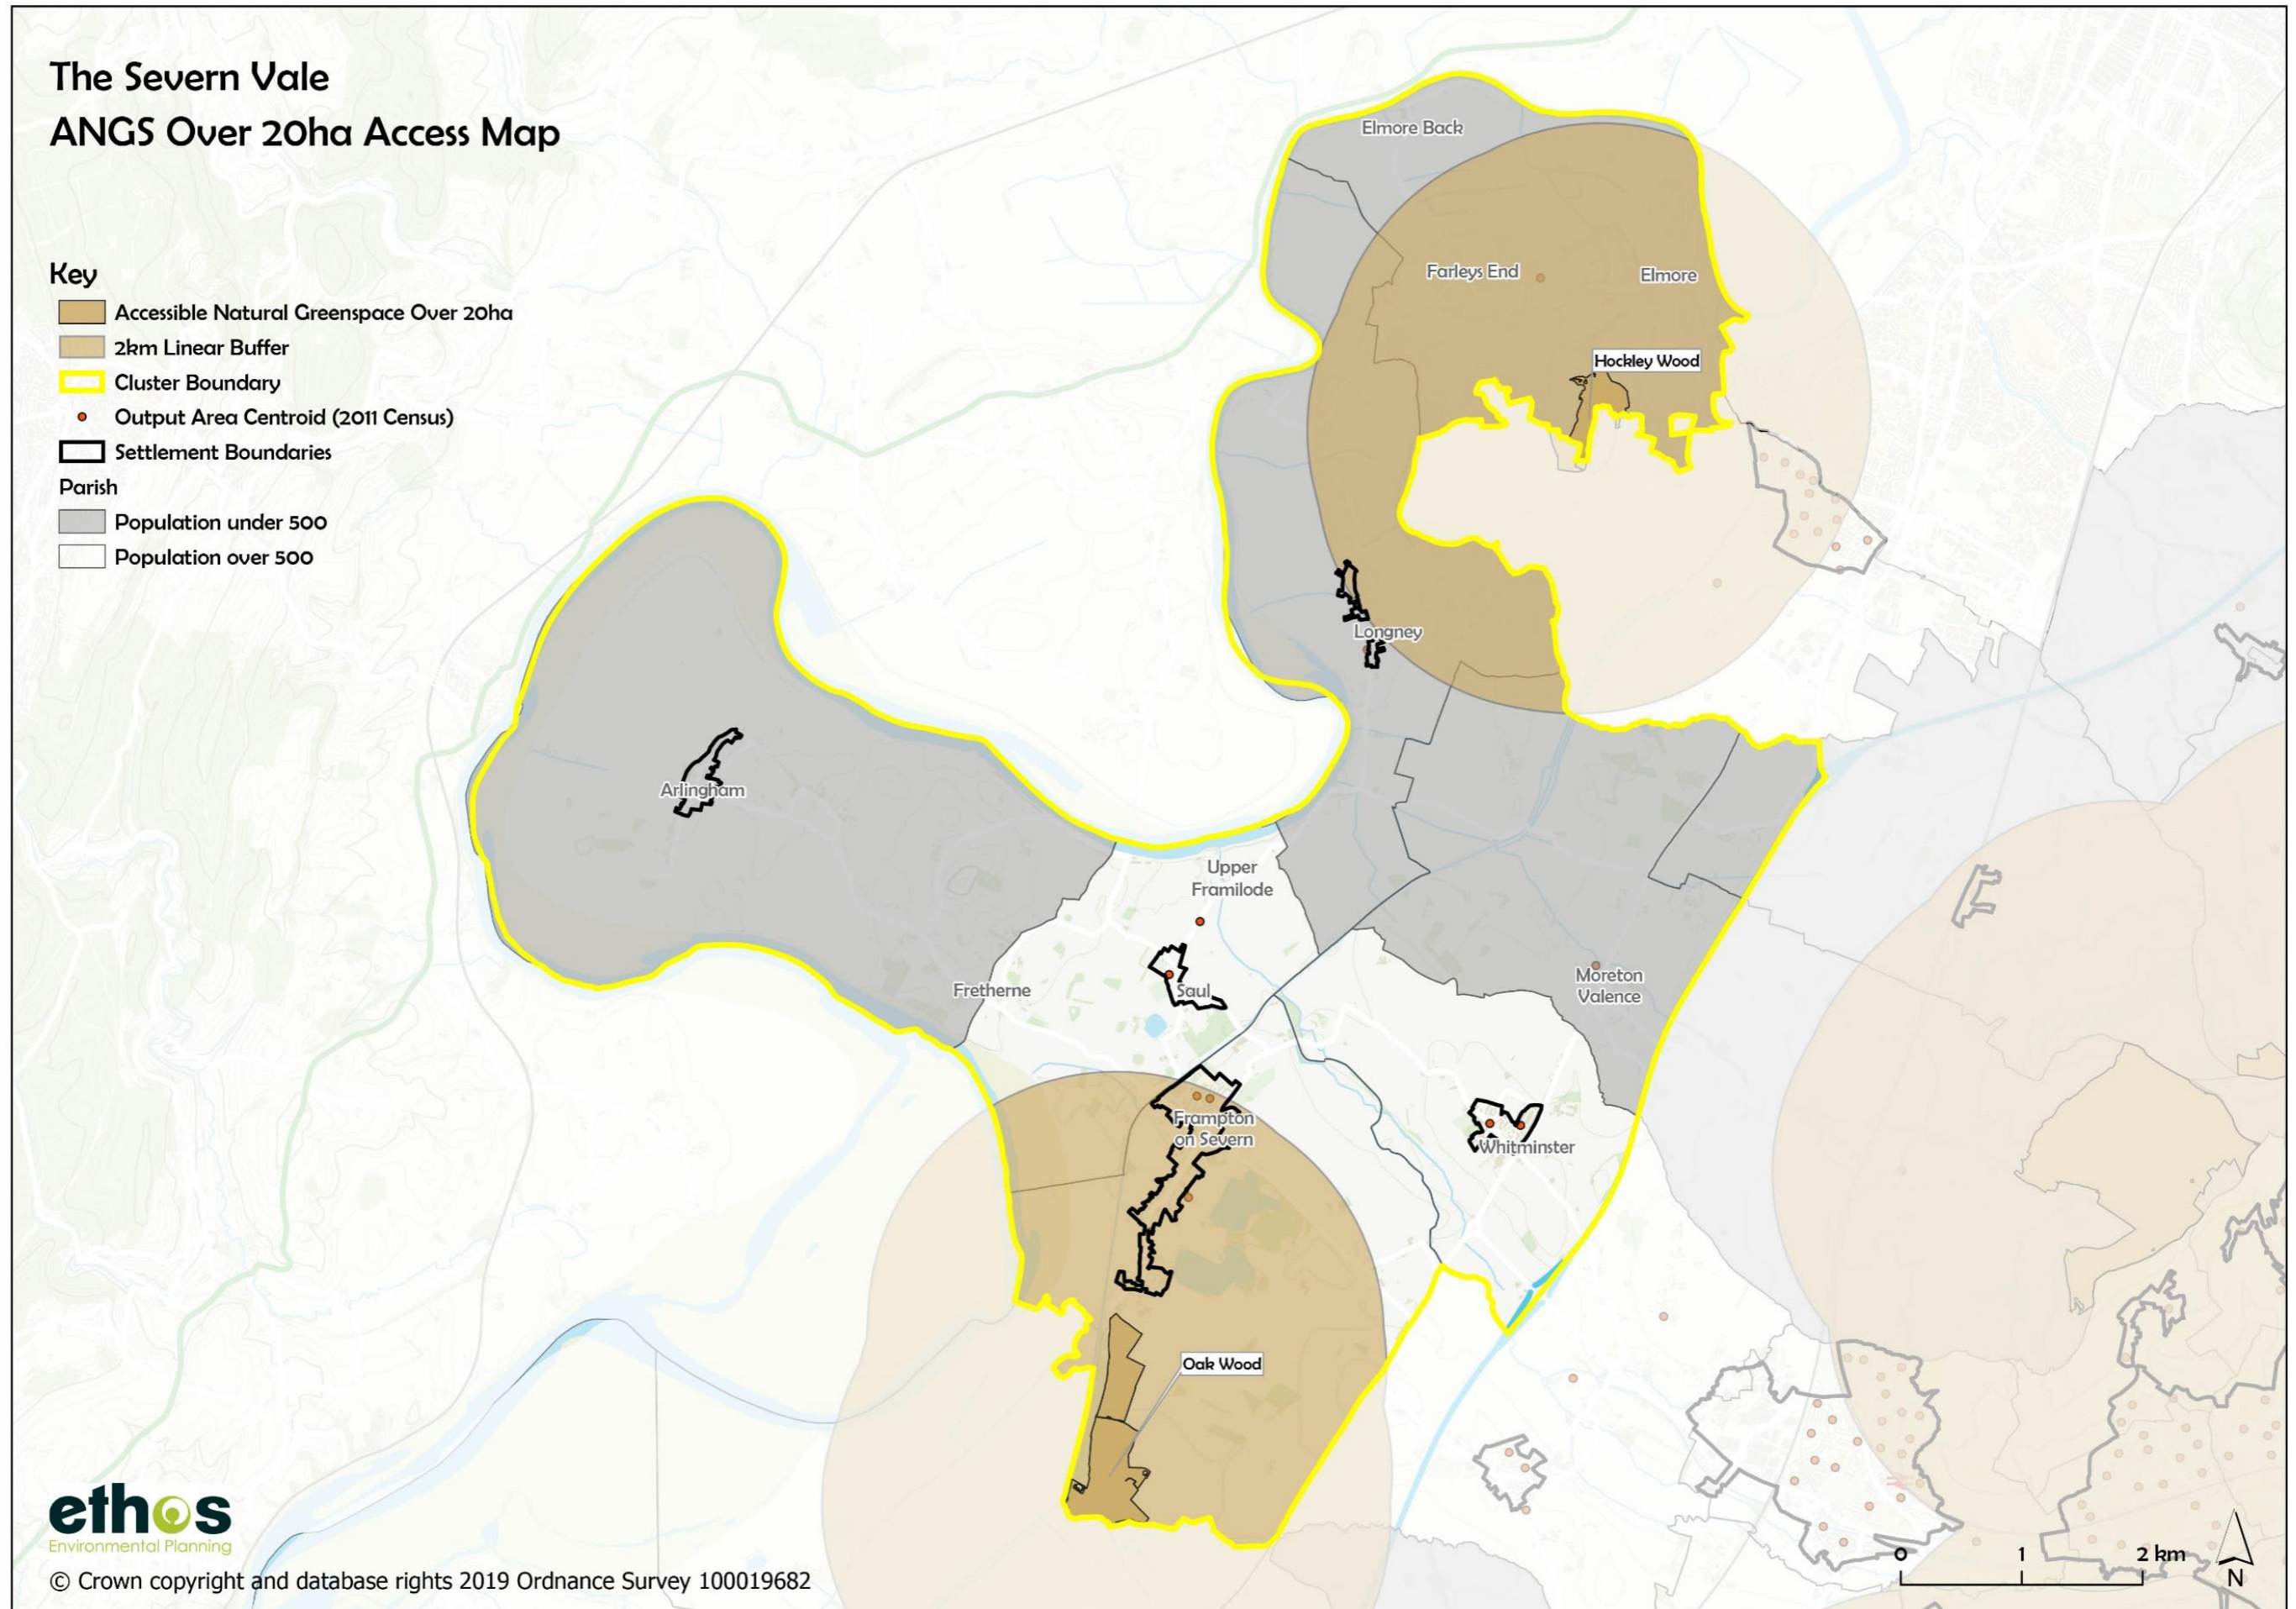 The Severn Vale
ANGS Over 20ha Access Map
Key
Accessible Natural Greenspace Over 20ha
2km Linear Buffer
Cluster Boundary
Output Area Centroid (2011 Census)
Settlement Boundaries
Parish
Population under 500
Population over 500
Elmore Back
Farleys End
Elmore
Hockley Wood
Longney
Arlingham
Upper
Framilode
Saul
Fretherne
Moreton
Valence
Frampton
on Severn
Whitminster
Oak Wood
ethos
Environmental Planning
© Crown copyright and database rights 2019 Ordnance Survey 100019682
0 1 2 km
N